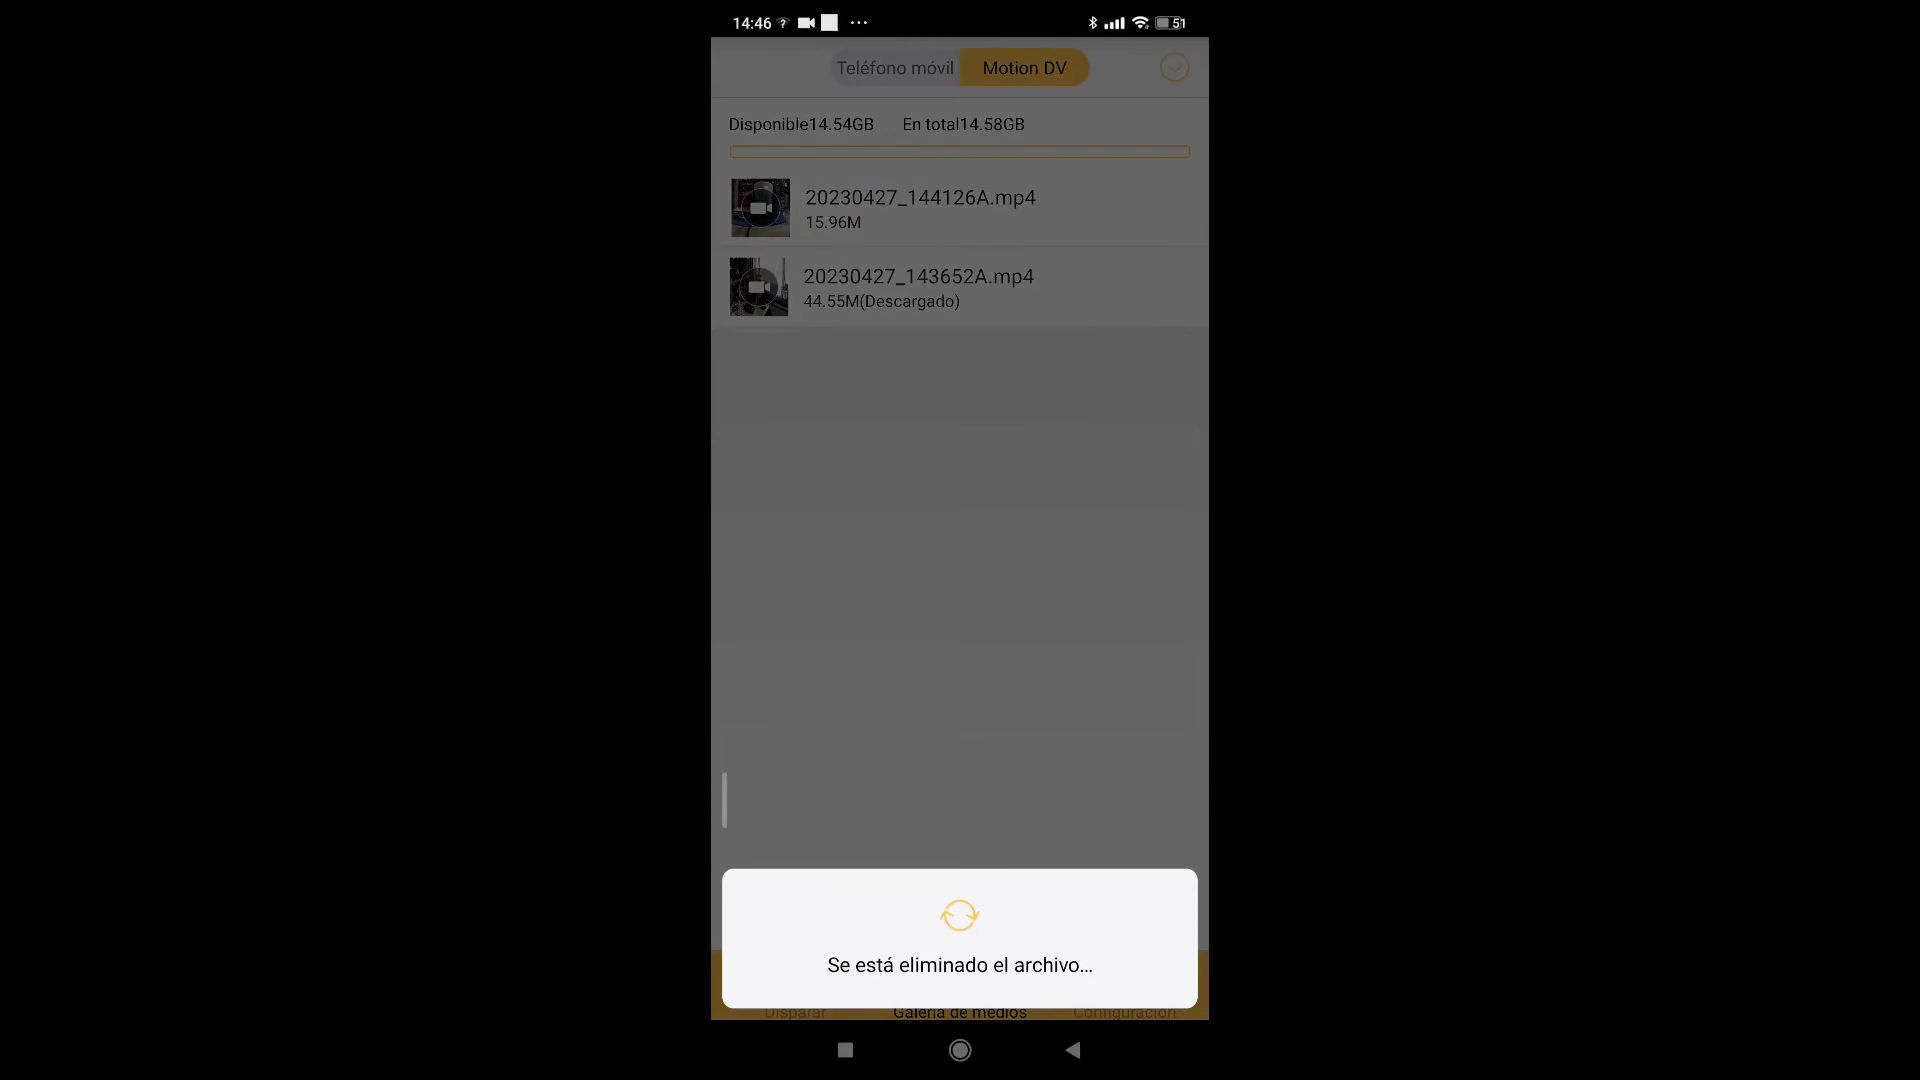 14:46 ? ... 51
Teléfono móvil Motion DV
Disponible14.54GB En total14.58GB
20230427_144126A.mp4
15.96M
20230427_143652A.mp4
44.55M(Descargado)
Se está eliminado el archivo...
Disparar Galería de medios Configuración